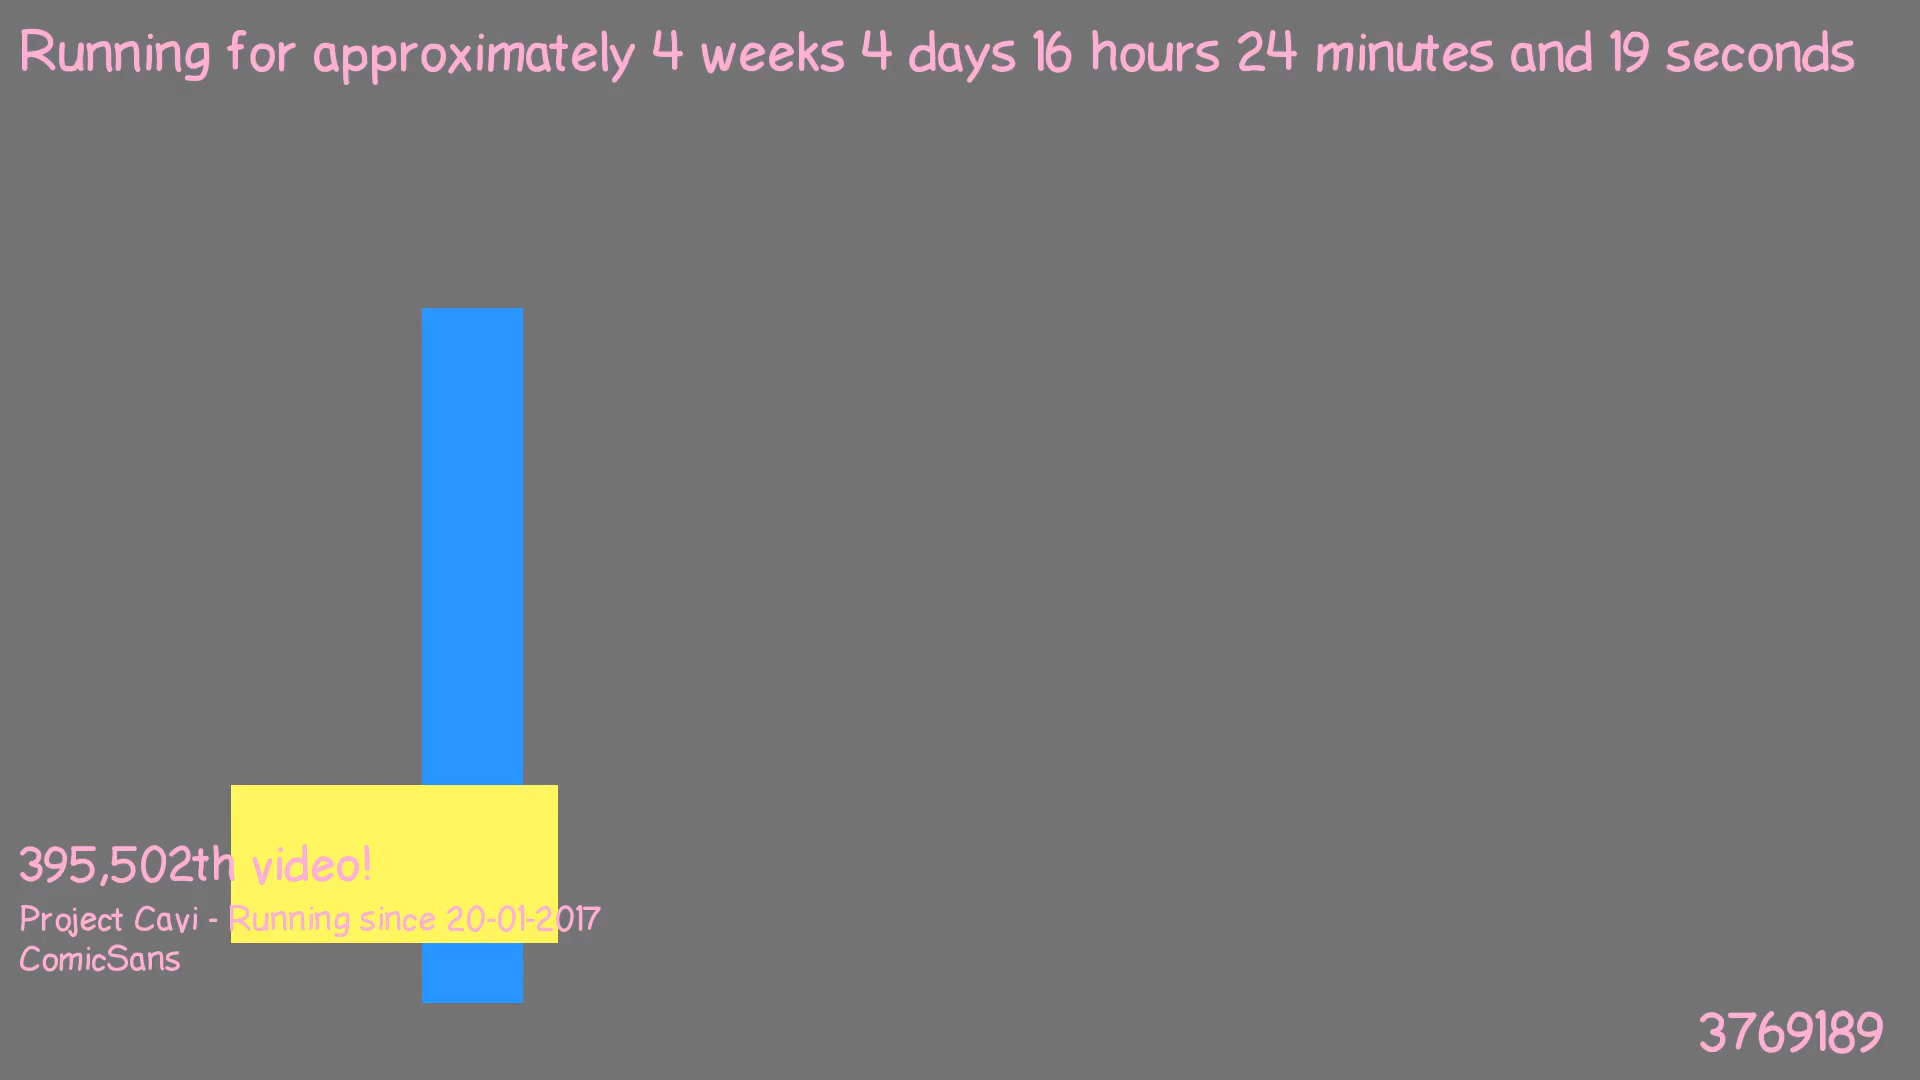 Running for approximately 4 weeks 4 days 16 hours 24 minutes and 19 seconds
395,502th video!
Project Cavi - Running since 20-01-2017
ComicSans
3769189